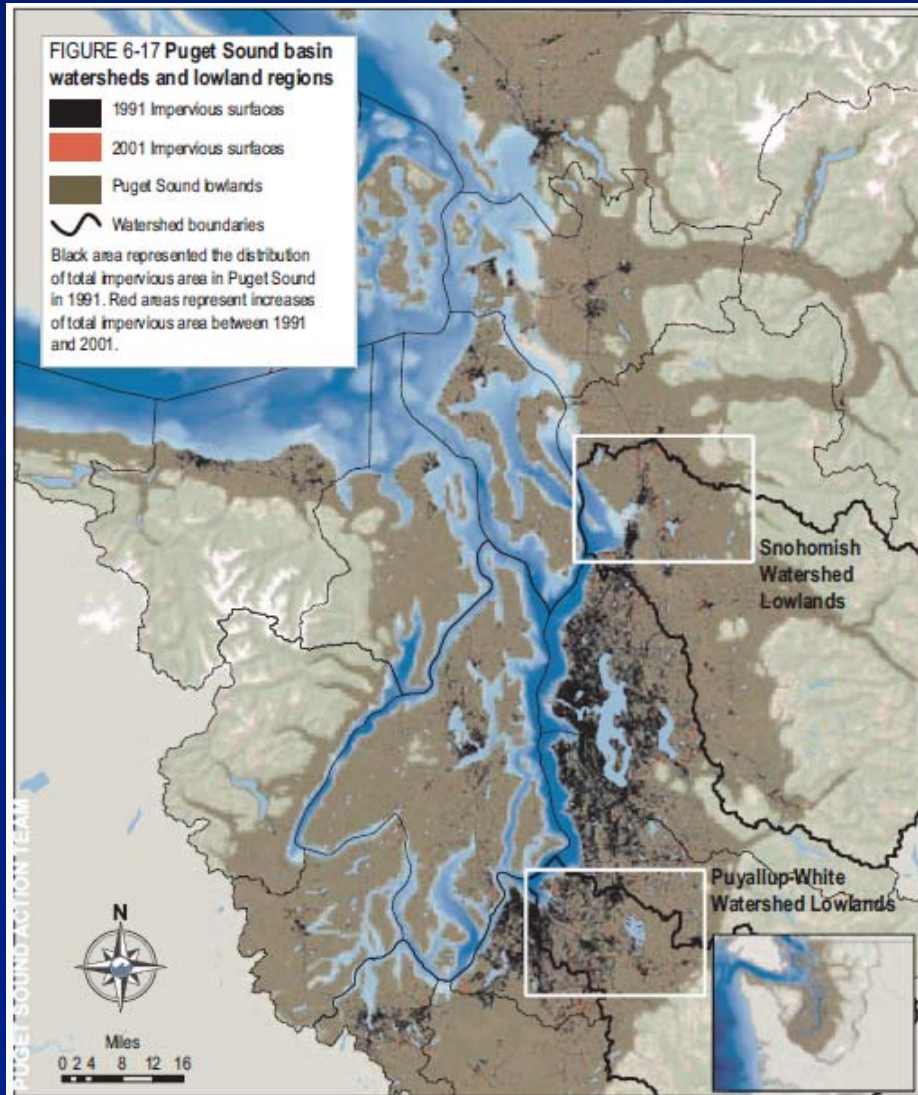 FIGURE 6-17 Puget Sound basin
watersheds and lowland regions
1991 Impervious surfaces
2001 Impervious surfaces
Puget Sound lowlands
Watershed boundaries
Black area represented the distribution
of total impervious area in Puget Sound
in 1991. Red areas represent increases
of total impervious area between 1991
and 2001.
Snohomish
Watershed
Lowlands
Puyallup-White
Watershed Lowlands
N
Miles
0 2 4 8 12 16
PUGET SOUND ACTION TEAM